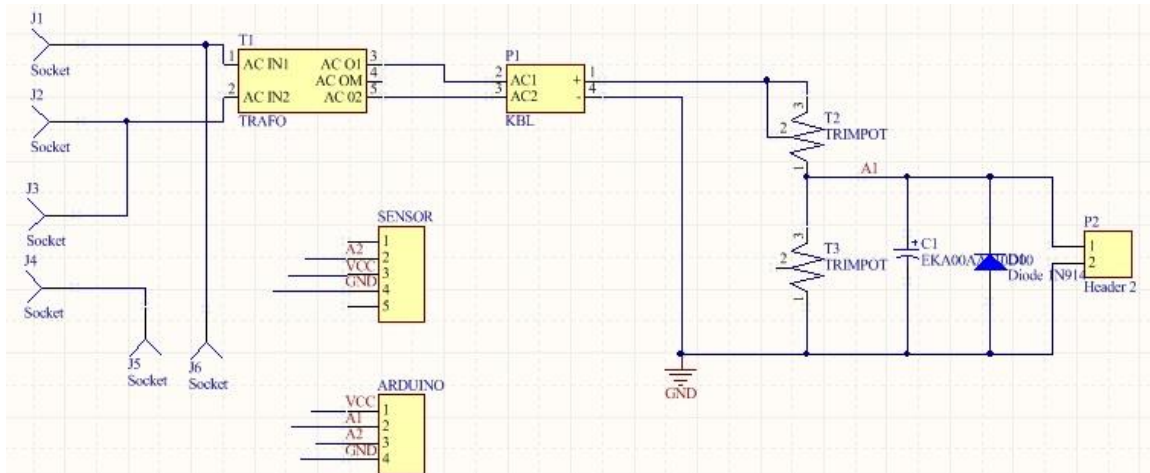 J1
Socket
J2
Socket
J3
Socket
J4
Socket
J5
Socket
J6
Socket
T1
1 AC IN1 AC O1 3
AC OM 4
2 AC IN2 AC 02 5
TRAFO
P1
2 AC1 + 1
3 AC2 - 4
KBL
3
T2
2 TRIMPOT
1
A1
3
T3
2 TRIMPOT
1
C1
+
D1
Diode 1N914
P2
1
2
Header 2
GND
SENSOR
1
A2 2
VCC 3
GND 4
5
ARDUINO
VCC 1
A1 2
A2 3
GND 4